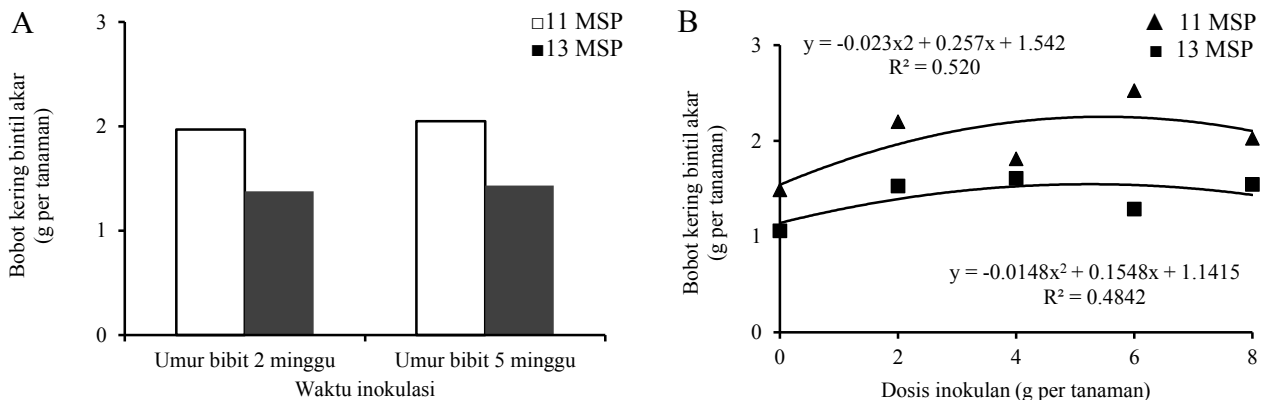 A
11 MSP
13 MSP
3
2
1
0
Bobot kering bintil akar
(g per tanaman)
Umur bibit 2 minggu
Umur bibit 5 minggu
Waktu inokulasi
B
11 MSP
13 MSP
y = -0.023x2 + 0.257x + 1.542
R² = 0.520
3
2
1
0
Bobot kering bintil akar
(g per tanaman)
y = -0.0148x² + 0.1548x + 1.1415
R² = 0.4842
0 2 4 6 8
Dosis inokulan (g per tanaman)